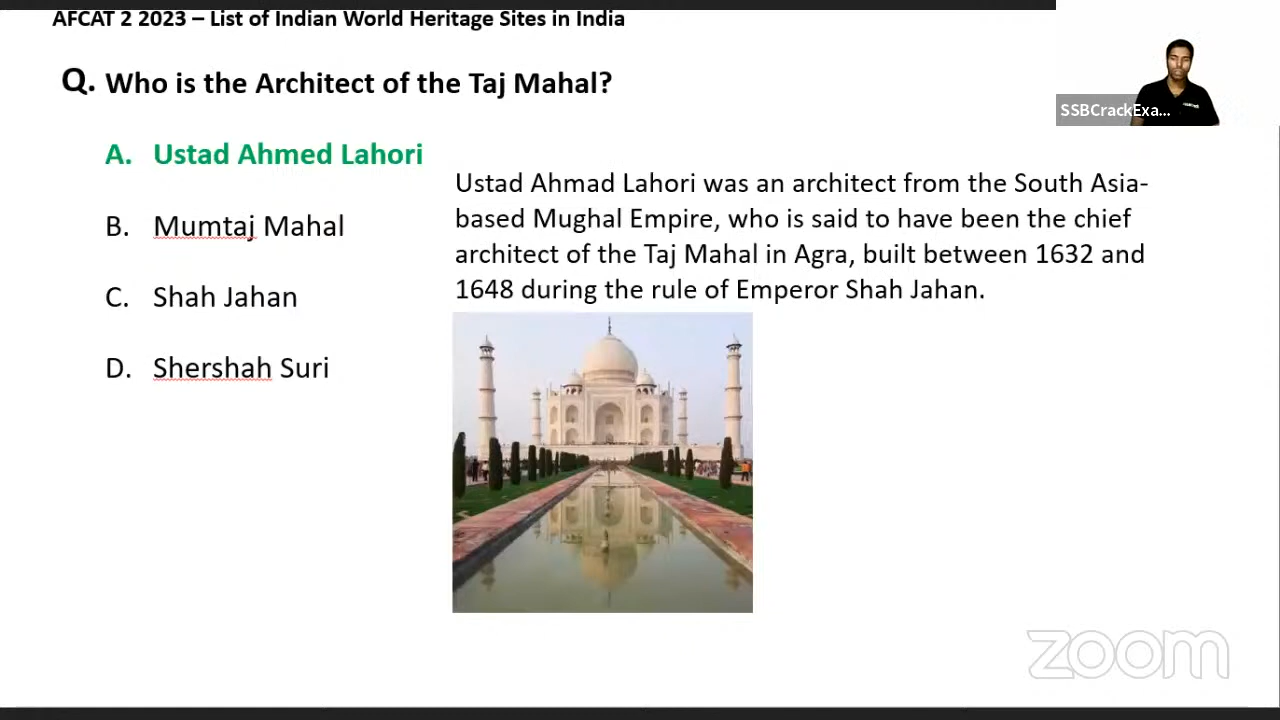 AFCAT 2 2023 – List of Indian World Heritage Sites in India
Q. Who is the Architect of the Taj Mahal?
SSBCrackExa...
A. Ustad Ahmed Lahori
B. Mumtaj Mahal
C. Shah Jahan
D. Shershah Suri
Ustad Ahmad Lahori was an architect from the South Asia-
based Mughal Empire, who is said to have been the chief
architect of the Taj Mahal in Agra, built between 1632 and
1648 during the rule of Emperor Shah Jahan.
zoom